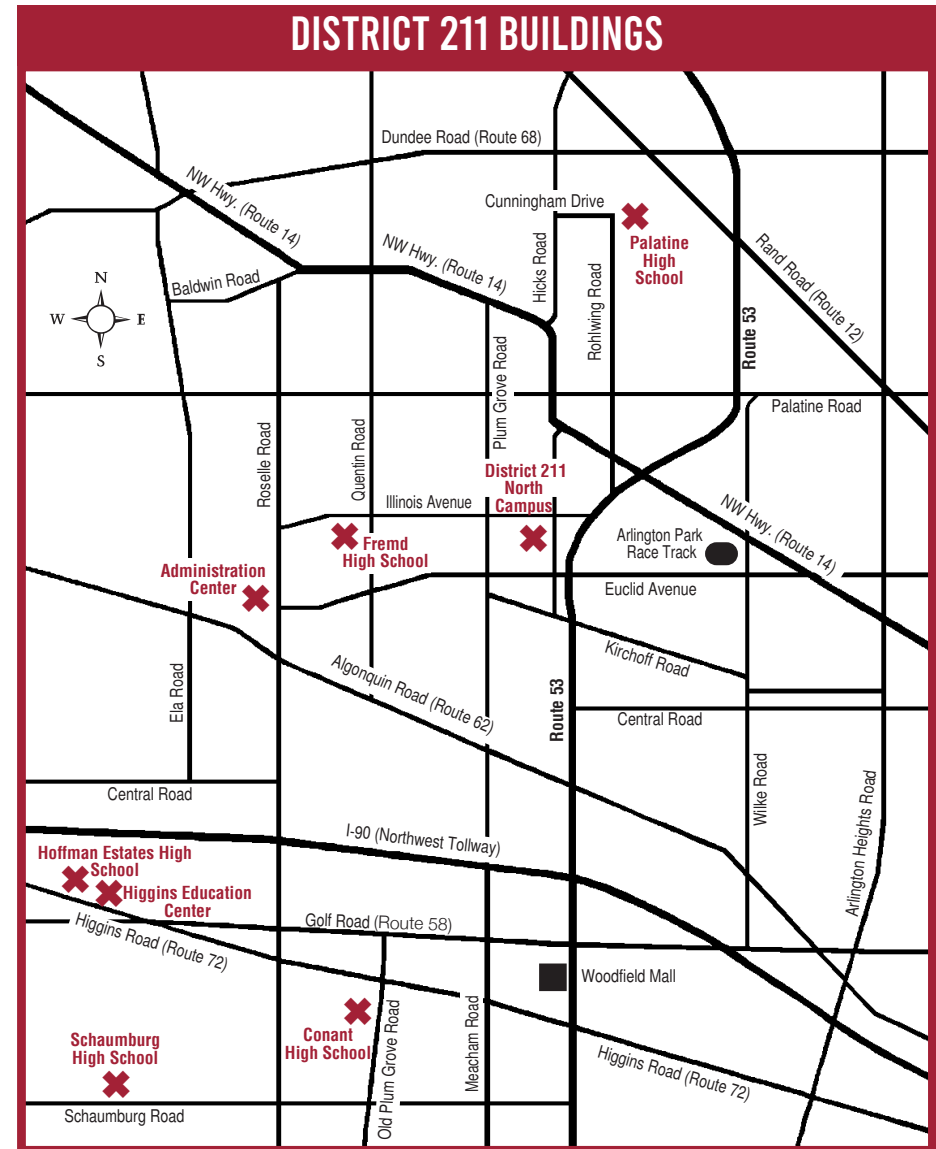 DISTRICT 211 BUILDINGS
Dundee Road (Route 68)
NW Hwy. (Route 14)
Cunningham Drive
Palatine
High
School
NW Hwy. (Route 14)
Hicks Road
Rohlwing Road
Rand Road (Route 12)
Baldwin Road
N
W
E
S
Route 53
Plum Grove Road
Palatine Road
Roselle Road
Quentin Road
District 211
North
Campus
Illinois Avenue
NW Hwy. (Route 14)
Arlington Park
Race Track
Fremd
High School
Administration
Center
Euclid Avenue
Kirchoff Road
Algonquin Road (Route 62)
Ela Road
Route 53
Central Road
Wilke Road
Arlington Heights Road
Central Road
I-90 (Northwest Tollway)
Hoffman Estates High
School
Higgins Education
Center
Golf Road (Route 58)
Higgins Road (Route 72)
Woodfield Mall
Conant
High School
Old Plum Grove Road
Meacham Road
Schaumburg
High School
Higgins Road (Route 72)
Schaumburg Road